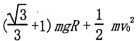 (√3/3+1) mgR + 1/2 mv₀²